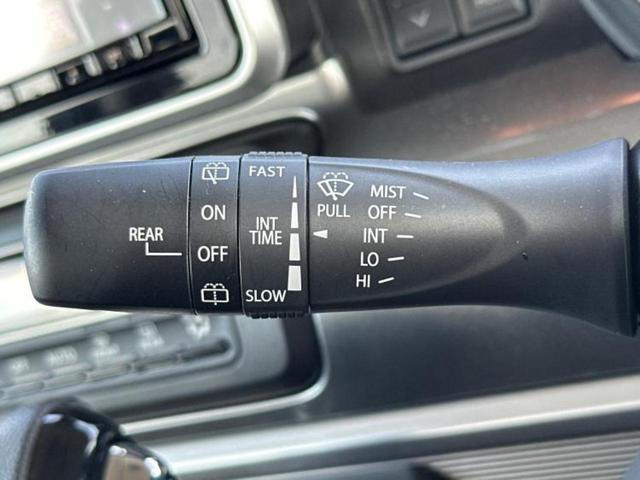 REAR
ON
OFF
FAST
INT
TIME
SLOW
PULL
MIST
OFF
INT
LO
HI